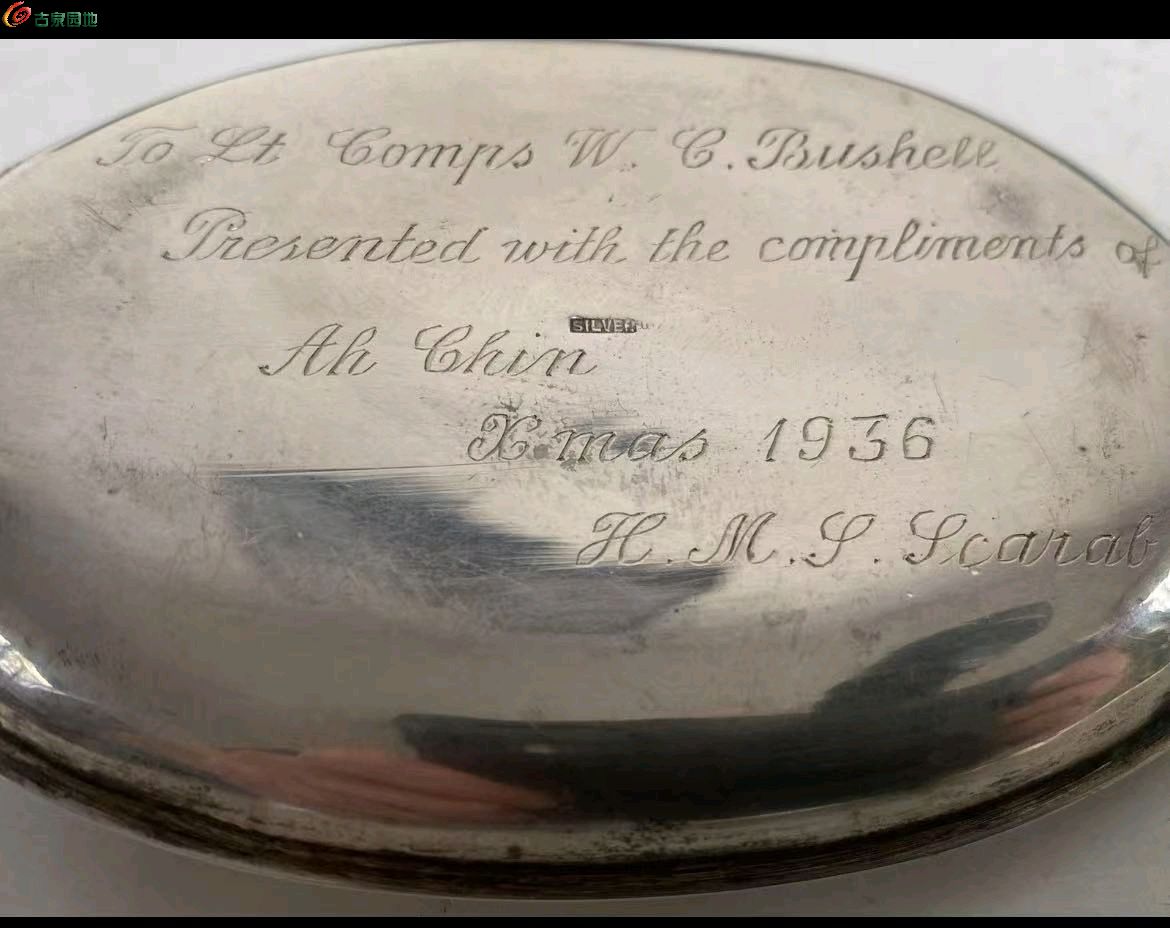 古泉园地
To Lt Comps W. C. Bushell
Presented with the compliments of
SILVER
Ah Chin
Xmas 1936
H.M.S. Scarab